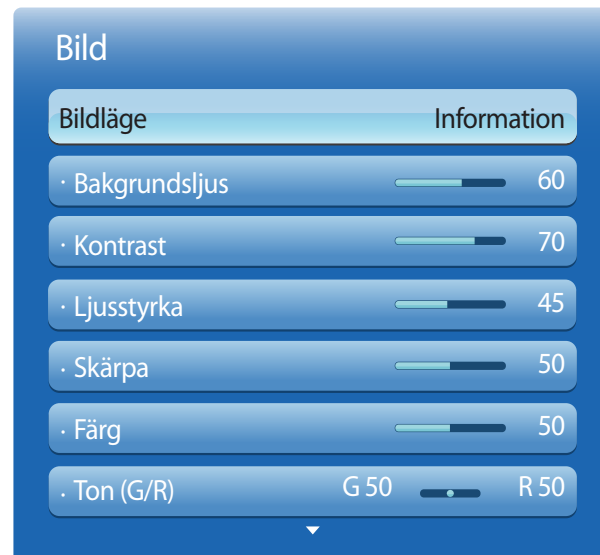 Bild
Bildläge Information
· Bakgrundsljus 60
· Kontrast 70
· Ljusstyrka 45
· Skärpa 50
· Färg 50
· Ton (G/R) G 50 R 50